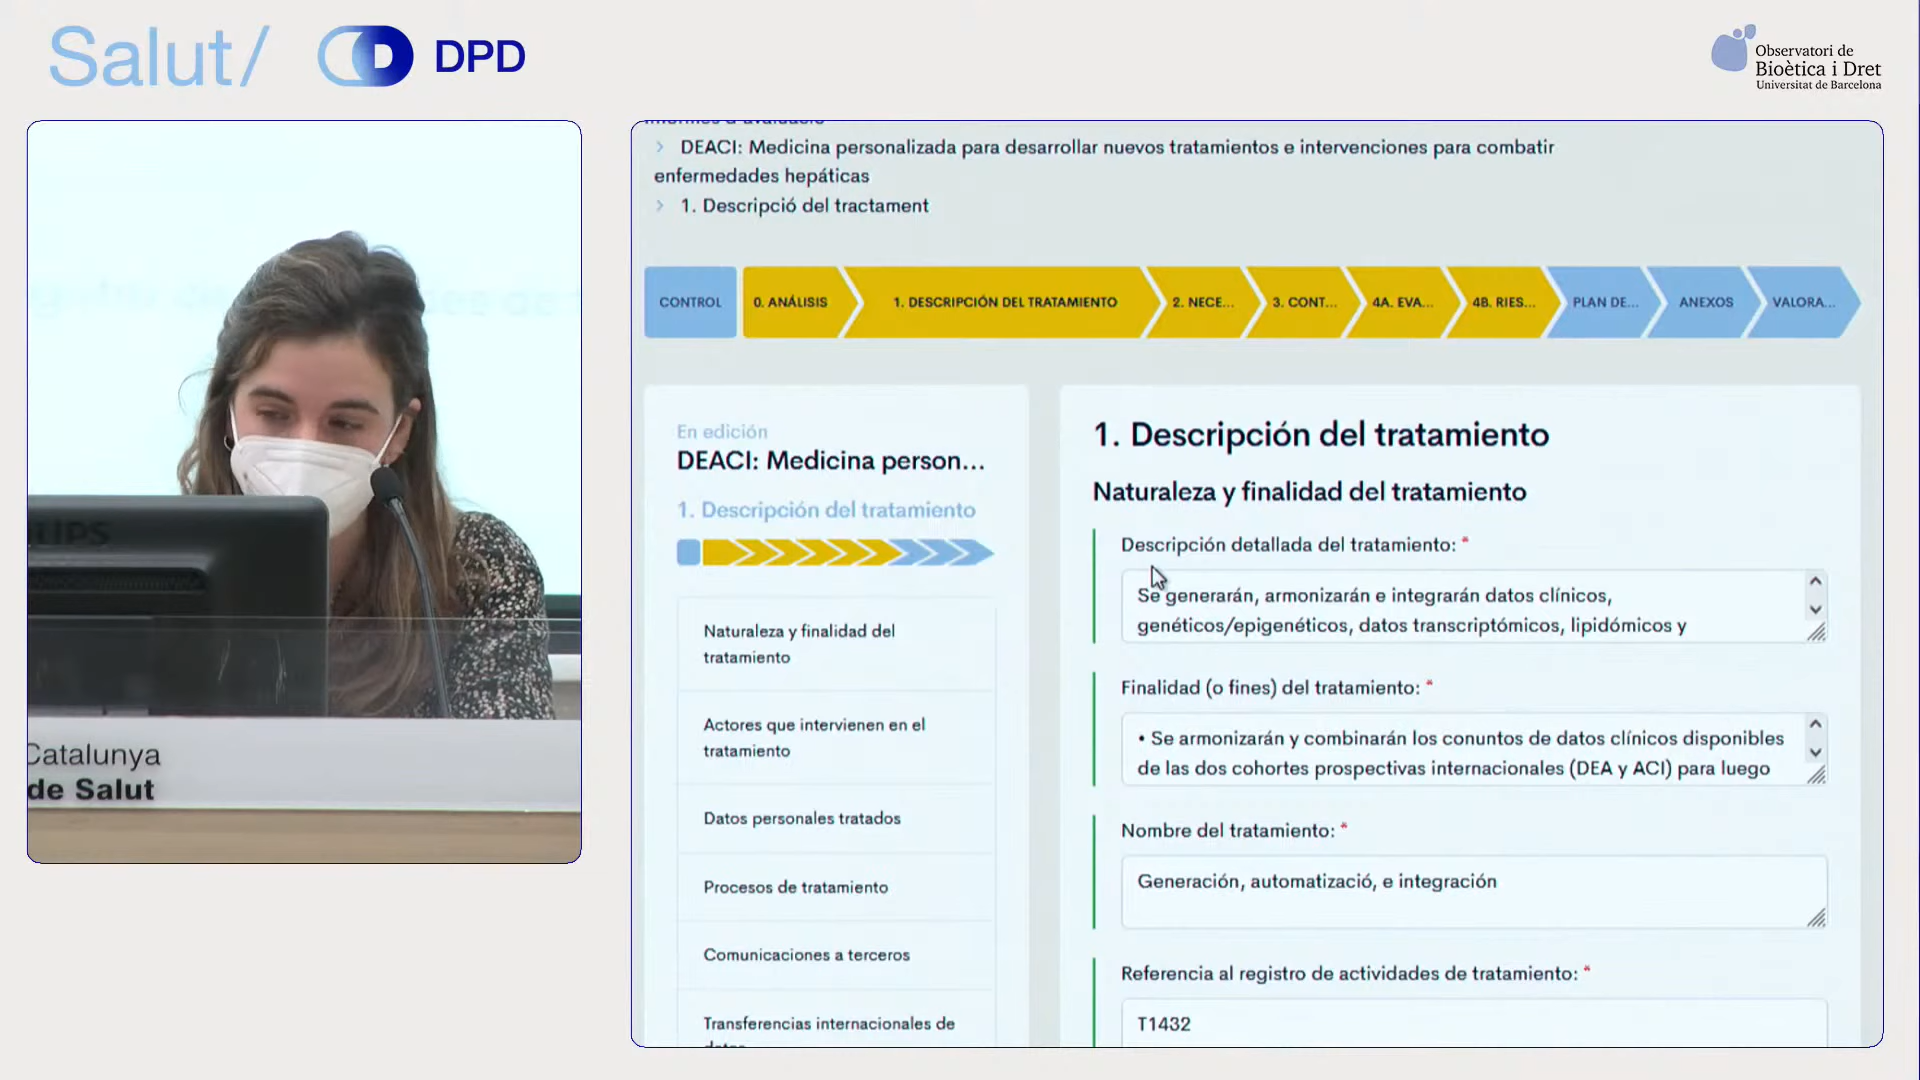 Salut/
DPD
Observatori de
Bioètica i Dret
Universitat de Barcelona
Catalunya
de Salut
Informes d'avaluació
DEACI: Medicina personalizada para desarrollar nuevos tratamientos e intervenciones para combatir
enfermedades hepáticas
1. Descripció del tractament
CONTROL
0. ANÁLISIS
1. DESCRIPCIÓN DEL TRATAMIENTO
2. NECE...
3. CONT...
4A. EVA...
4B. RIES...
PLAN DE...
ANEXOS
VALORA...
En edición
DEACI: Medicina person...
1. Descripción del tratamiento
Naturaleza y finalidad del
tratamiento
Actores que intervienen en el
tratamiento
Datos personales tratados
Procesos de tratamiento
Comunicaciones a terceros
Transferencias internacionales de
datos
1. Descripción del tratamiento
Naturaleza y finalidad del tratamiento
Descripción detallada del tratamiento: *
Se generarán, armonizarán e integrarán datos clínicos,
genéticos/epigenéticos, datos transcriptómicos, lipidómicos y
Finalidad (o fines) del tratamiento: *
• Se armonizarán y combinarán los conuntos de datos clínicos disponibles
de las dos cohortes prospectivas internacionales (DEA y ACI) para luego
Nombre del tratamiento: *
Generación, automatizació, e integración
Referencia al registro de actividades de tratamiento: *
T1432